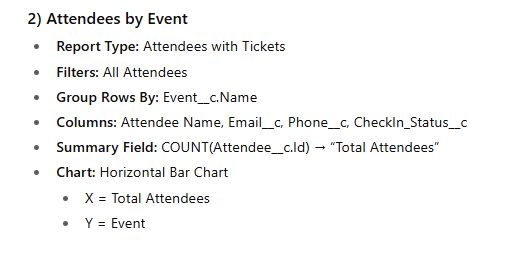 2) Attendees by Event
• Report Type: Attendees with Tickets
• Filters: All Attendees
• Group Rows By: Event__c.Name
• Columns: Attendee Name, Email__c, Phone__c, CheckIn_Status__c
• Summary Field: COUNT(Attendee__c.Id) → “Total Attendees”
• Chart: Horizontal Bar Chart
• X = Total Attendees
• Y = Event